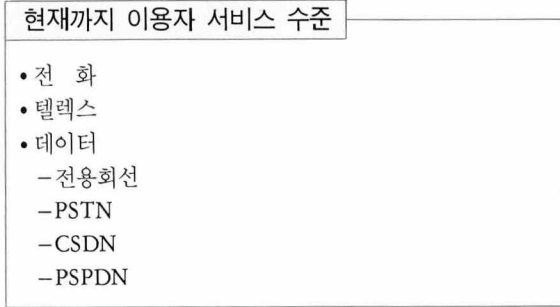 현재까지 이용자 서비스 수준
• 전 화
• 텔렉스
• 데이터
－전용회선
－PSTN
－CSDN
－PSPDN